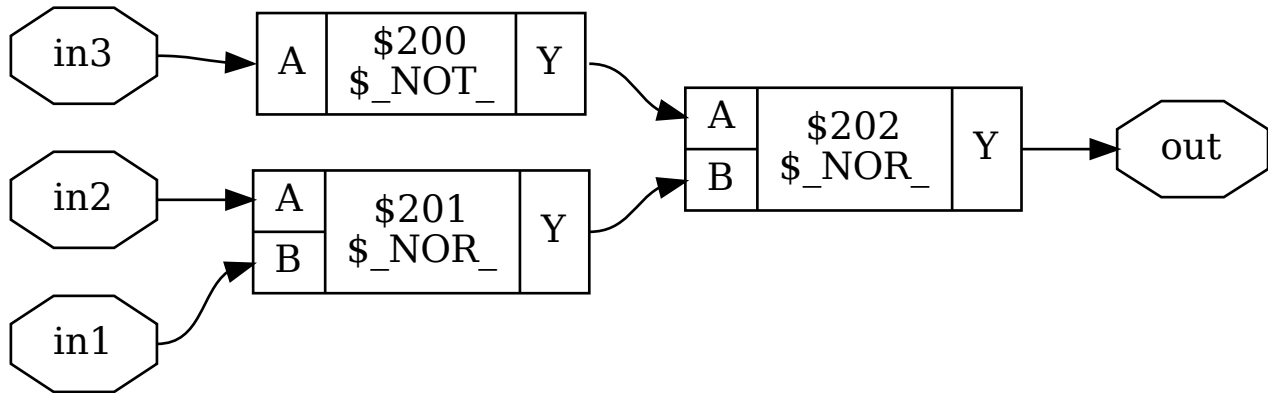 in3
A
$200
$_NOT_
Y
in2
A
B
$201
$_NOR_
Y
in1
A
B
$202
$_NOR_
Y
out